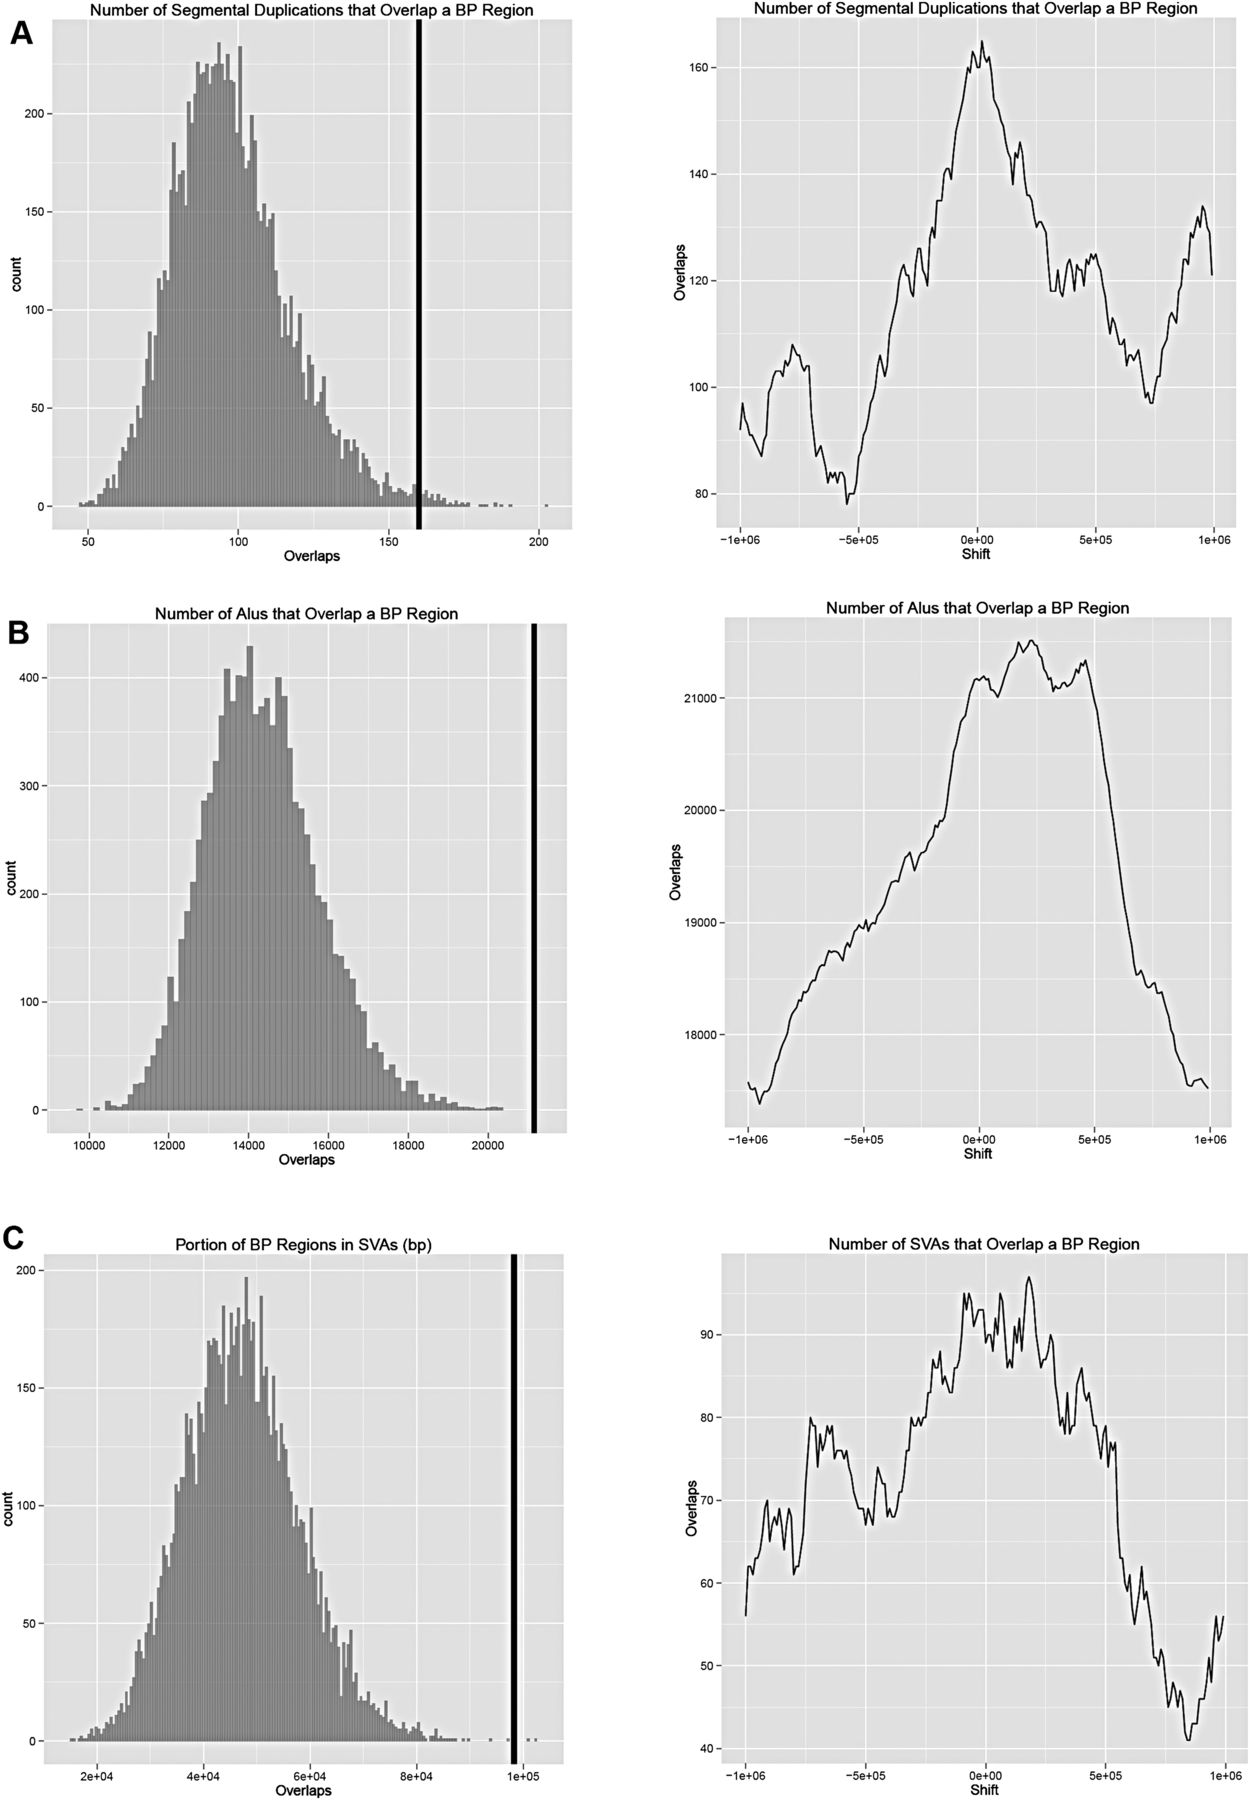 A
Number of Segmental Duplications that Overlap a BP Region
count
200
150
100
50
0
50 100 150 200
Overlaps
Number of Segmental Duplications that Overlap a BP Region
Overlaps
160
140
120
100
80
−1e+06 −5e+05 0e+00 5e+05 1e+06
Shift
B
Number of Alus that Overlap a BP Region
count
400
300
200
100
0
10000 12000 14000 16000 18000 20000
Overlaps
Number of Alus that Overlap a BP Region
Overlaps
21000
20000
19000
18000
−1e+06 −5e+05 0e+00 5e+05 1e+06
Shift
C
Portion of BP Regions in SVAs (bp)
count
200
150
100
50
0
2e+04 4e+04 6e+04 8e+04 1e+05
Overlaps
Number of SVAs that Overlap a BP Region
Overlaps
90
80
70
60
50
40
−1e+06 −5e+05 0e+00 5e+05 1e+06
Shift